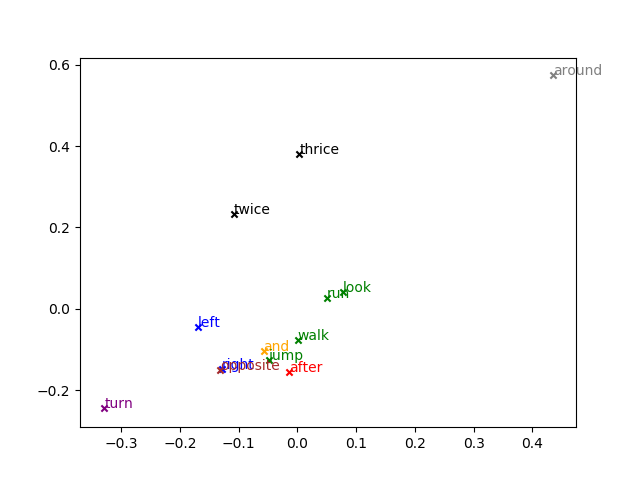 0.6
around
0.4
thrice
0.2
twice
look
run
0.0
left
walk
and
jump
right
opposite
after
−0.2
turn
−0.3 −0.2 −0.1 0.0 0.1 0.2 0.3 0.4